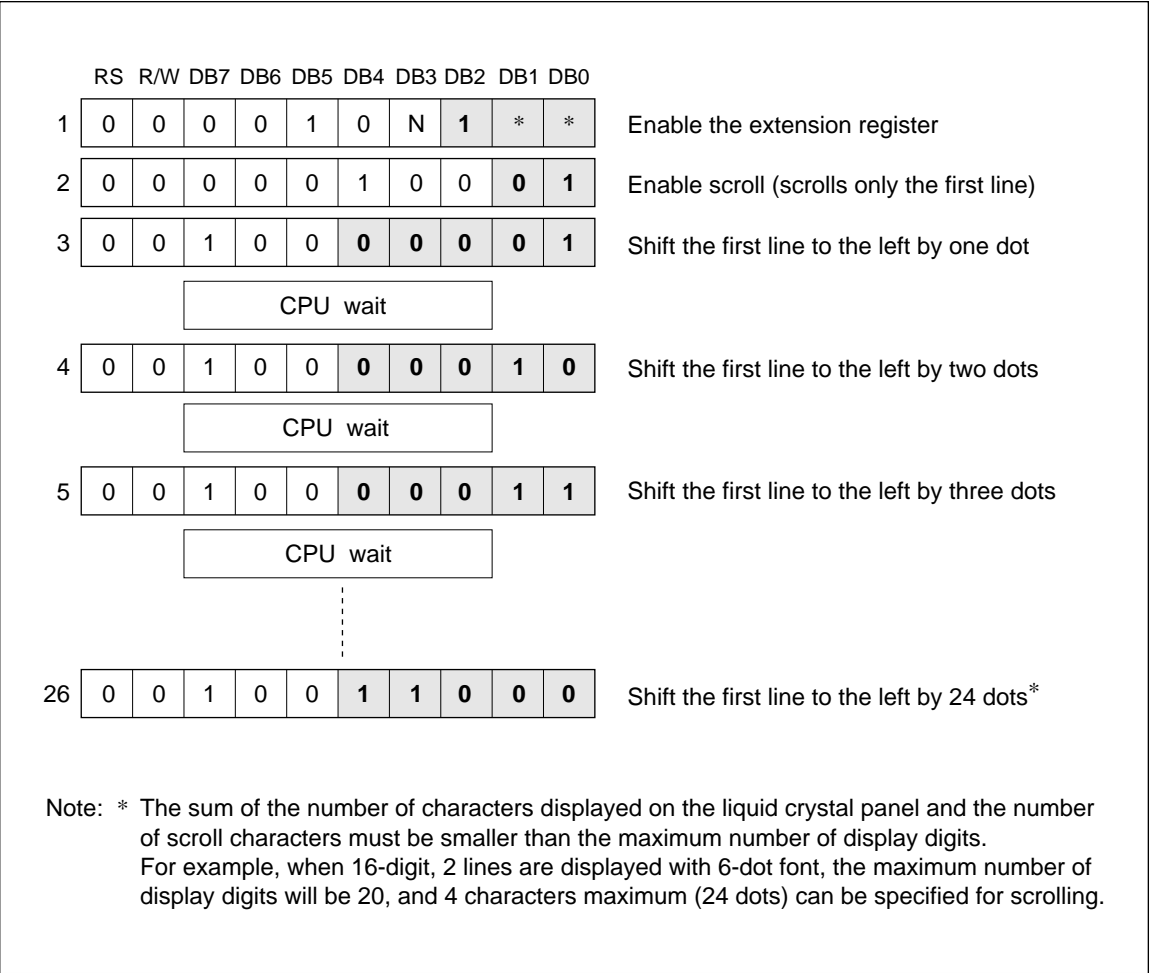 RS R/W DB7 DB6 DB5 DB4 DB3 DB2 DB1 DB0
1 0 0 0 0 1 0 N 1 * * Enable the extension register
2 0 0 0 0 0 1 0 0 0 1 Enable scroll (scrolls only the first line)
3 0 0 1 0 0 0 0 0 0 1 Shift the first line to the left by one dot
CPU wait
4 0 0 1 0 0 0 0 0 1 0 Shift the first line to the left by two dots
CPU wait
5 0 0 1 0 0 0 0 0 1 1 Shift the first line to the left by three dots
CPU wait
26 0 0 1 0 0 1 1 0 0 0 Shift the first line to the left by 24 dots*
Note: * The sum of the number of characters displayed on the liquid crystal panel and the number
of scroll characters must be smaller than the maximum number of display digits.
For example, when 16-digit, 2 lines are displayed with 6-dot font, the maximum number of
display digits will be 20, and 4 characters maximum (24 dots) can be specified for scrolling.